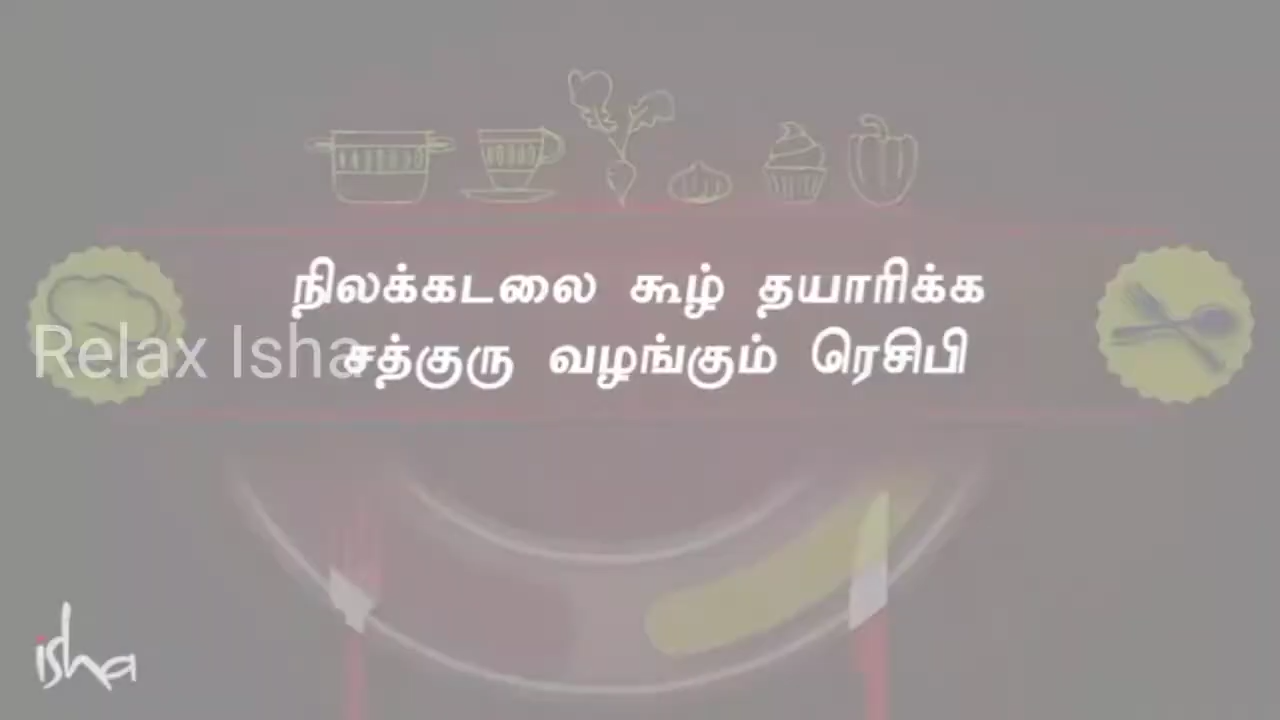 நிலக்கடலை கூழ் தயாரிக்க
Relax Isha
சத்குரு வழங்கும் ரெசிபி
isha